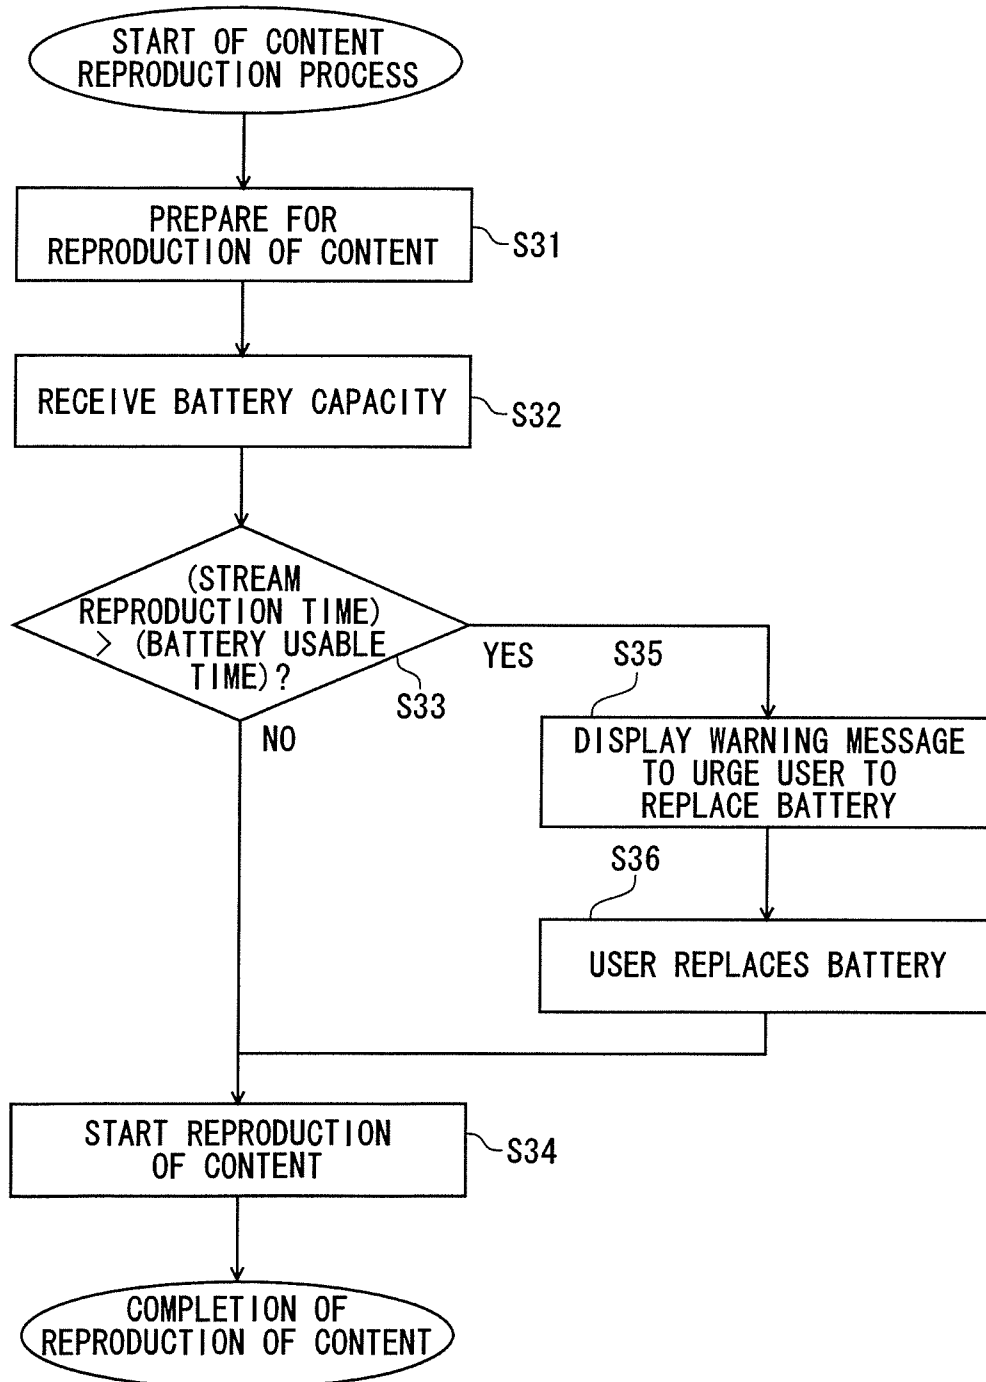 START OF CONTENT
REPRODUCTION PROCESS
PREPARE FOR
REPRODUCTION OF CONTENT
S31
RECEIVE BATTERY CAPACITY
S32
(STREAM
REPRODUCTION TIME)
> (BATTERY USABLE
TIME)?
S33
YES
NO
S35
DISPLAY WARNING MESSAGE
TO URGE USER TO
REPLACE BATTERY
S36
USER REPLACES BATTERY
START REPRODUCTION
OF CONTENT
S34
COMPLETION OF
REPRODUCTION OF CONTENT